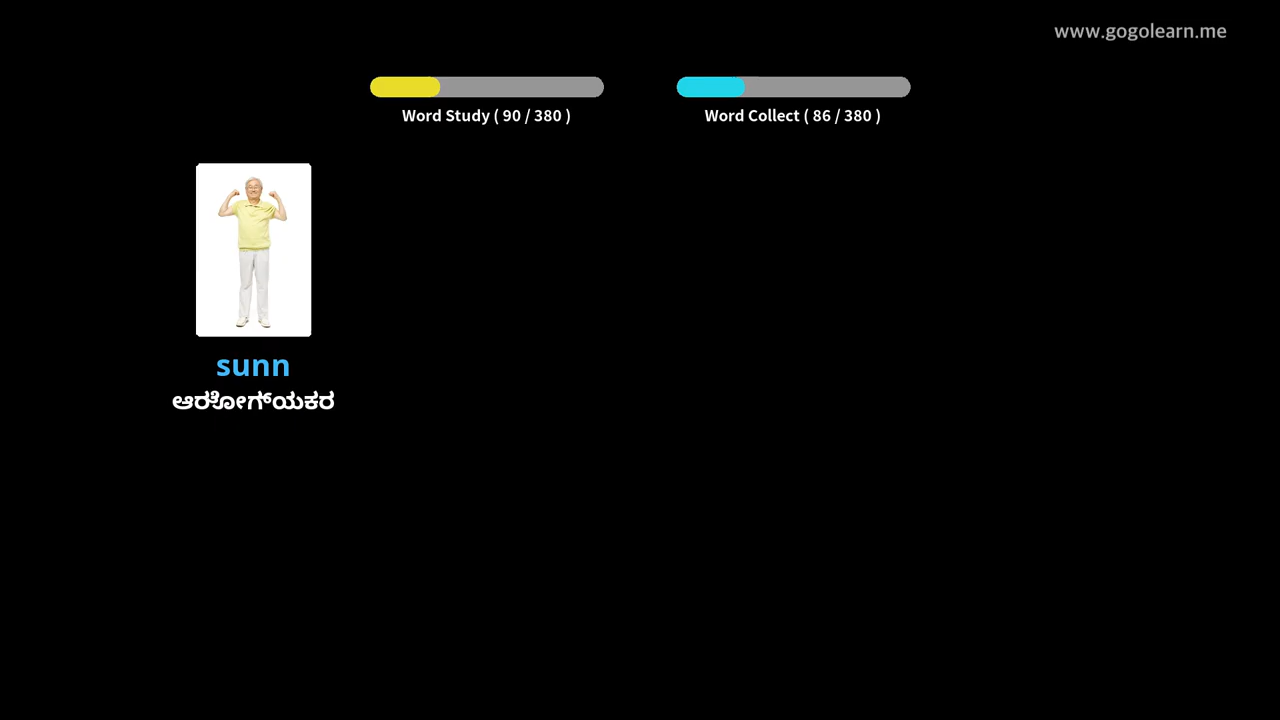 www.gogolearn.me
Word Study ( 90 / 380 )
Word Collect ( 86 / 380 )
sunn
ಆರೋಗ್ಯಕರ